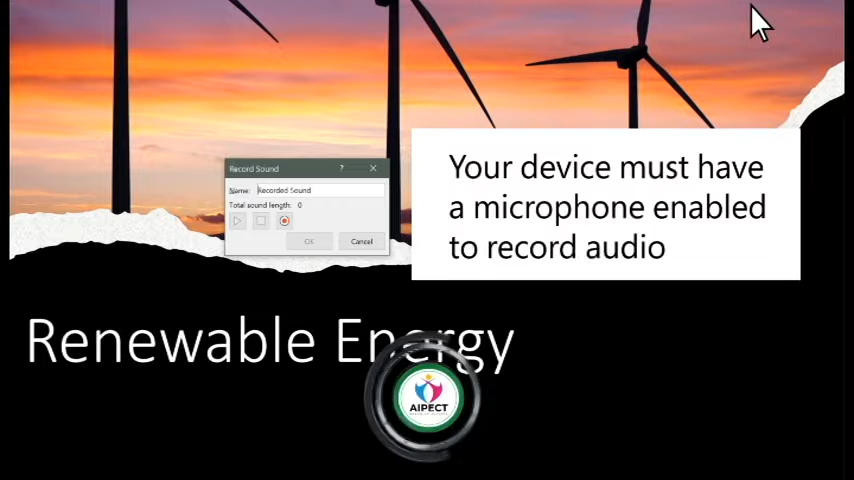 Record Sound
Name: Recorded Sound
Total sound length: 0
OK
Cancel
Your device must have
a microphone enabled
to record audio
Renewable Energy
AIPECT